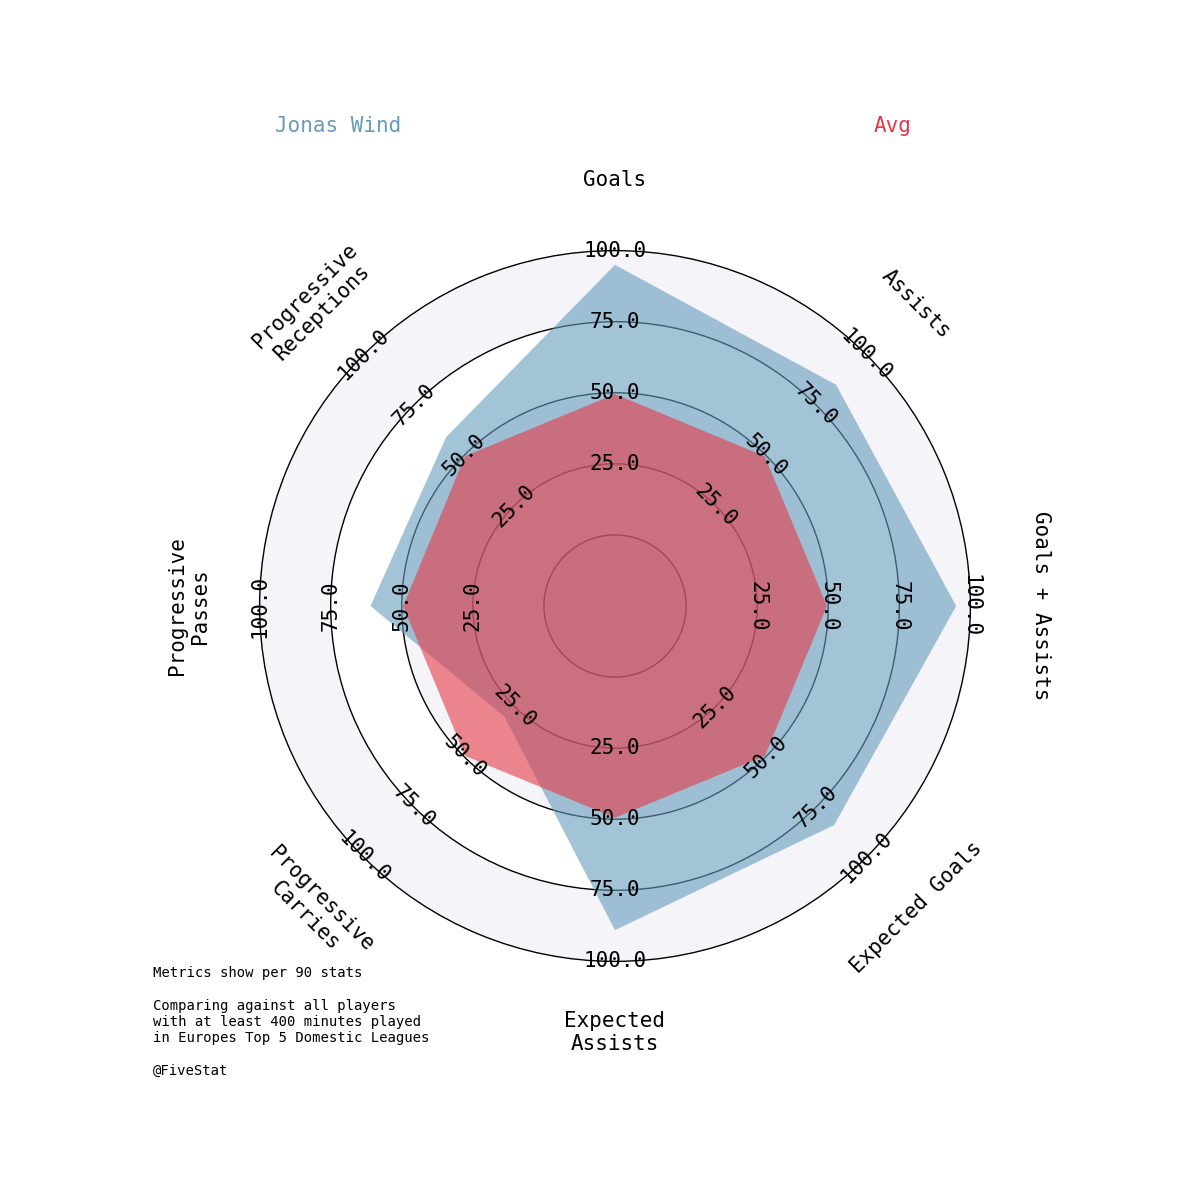 Jonas Wind
Avg
Goals
100.0
75.0
50.0
25.0
Assists
100.0
75.0
50.0
25.0
Goals + Assists
100.0
75.0
50.0
25.0
Expected Goals
100.0
75.0
50.0
25.0
Expected
Assists
100.0
75.0
50.0
25.0
Progressive
Carries
100.0
75.0
50.0
25.0
Progressive
Passes
100.0
75.0
50.0
25.0
Progressive
Receptions
100.0
75.0
50.0
25.0
Metrics show per 90 stats
Comparing against all players
with at least 400 minutes played
in Europes Top 5 Domestic Leagues
@FiveStat